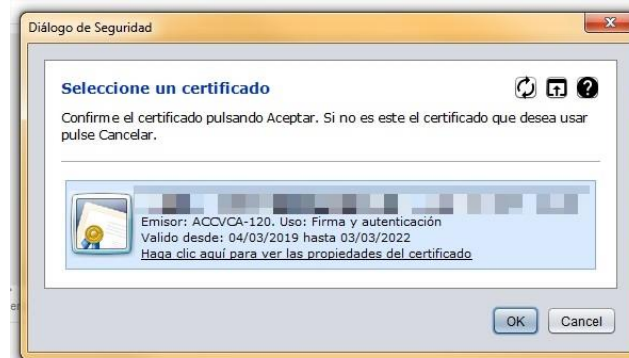 Diálogo de Seguridad
Seleccione un certificado
Confirme el certificado pulsando Aceptar. Si no es este el certificado que desea usar
pulse Cancelar.
Emisor: ACCVCA-120. Uso: Firma y autenticación
Valido desde: 04/03/2019 hasta 03/03/2022
Haga clic aquí para ver las propiedades del certificado
OK
Cancel